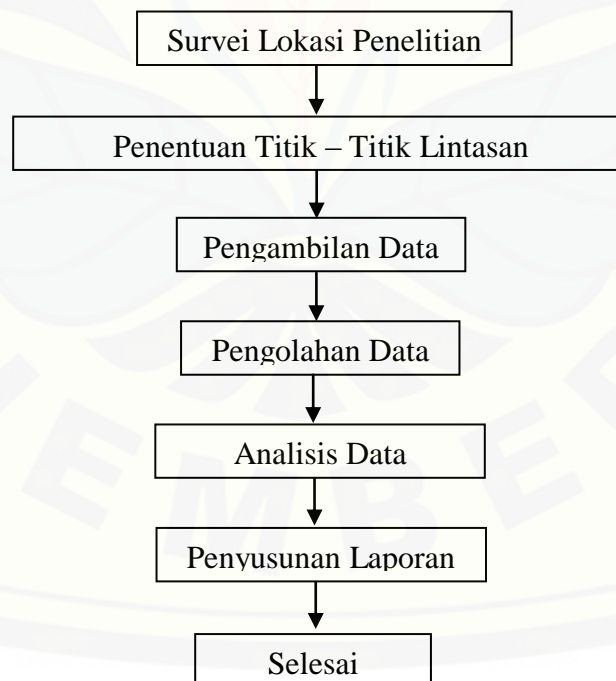 Survei Lokasi Penelitian
Penentuan Titik – Titik Lintasan
Pengambilan Data
Pengolahan Data
Analisis Data
Penyusunan Laporan
Selesai